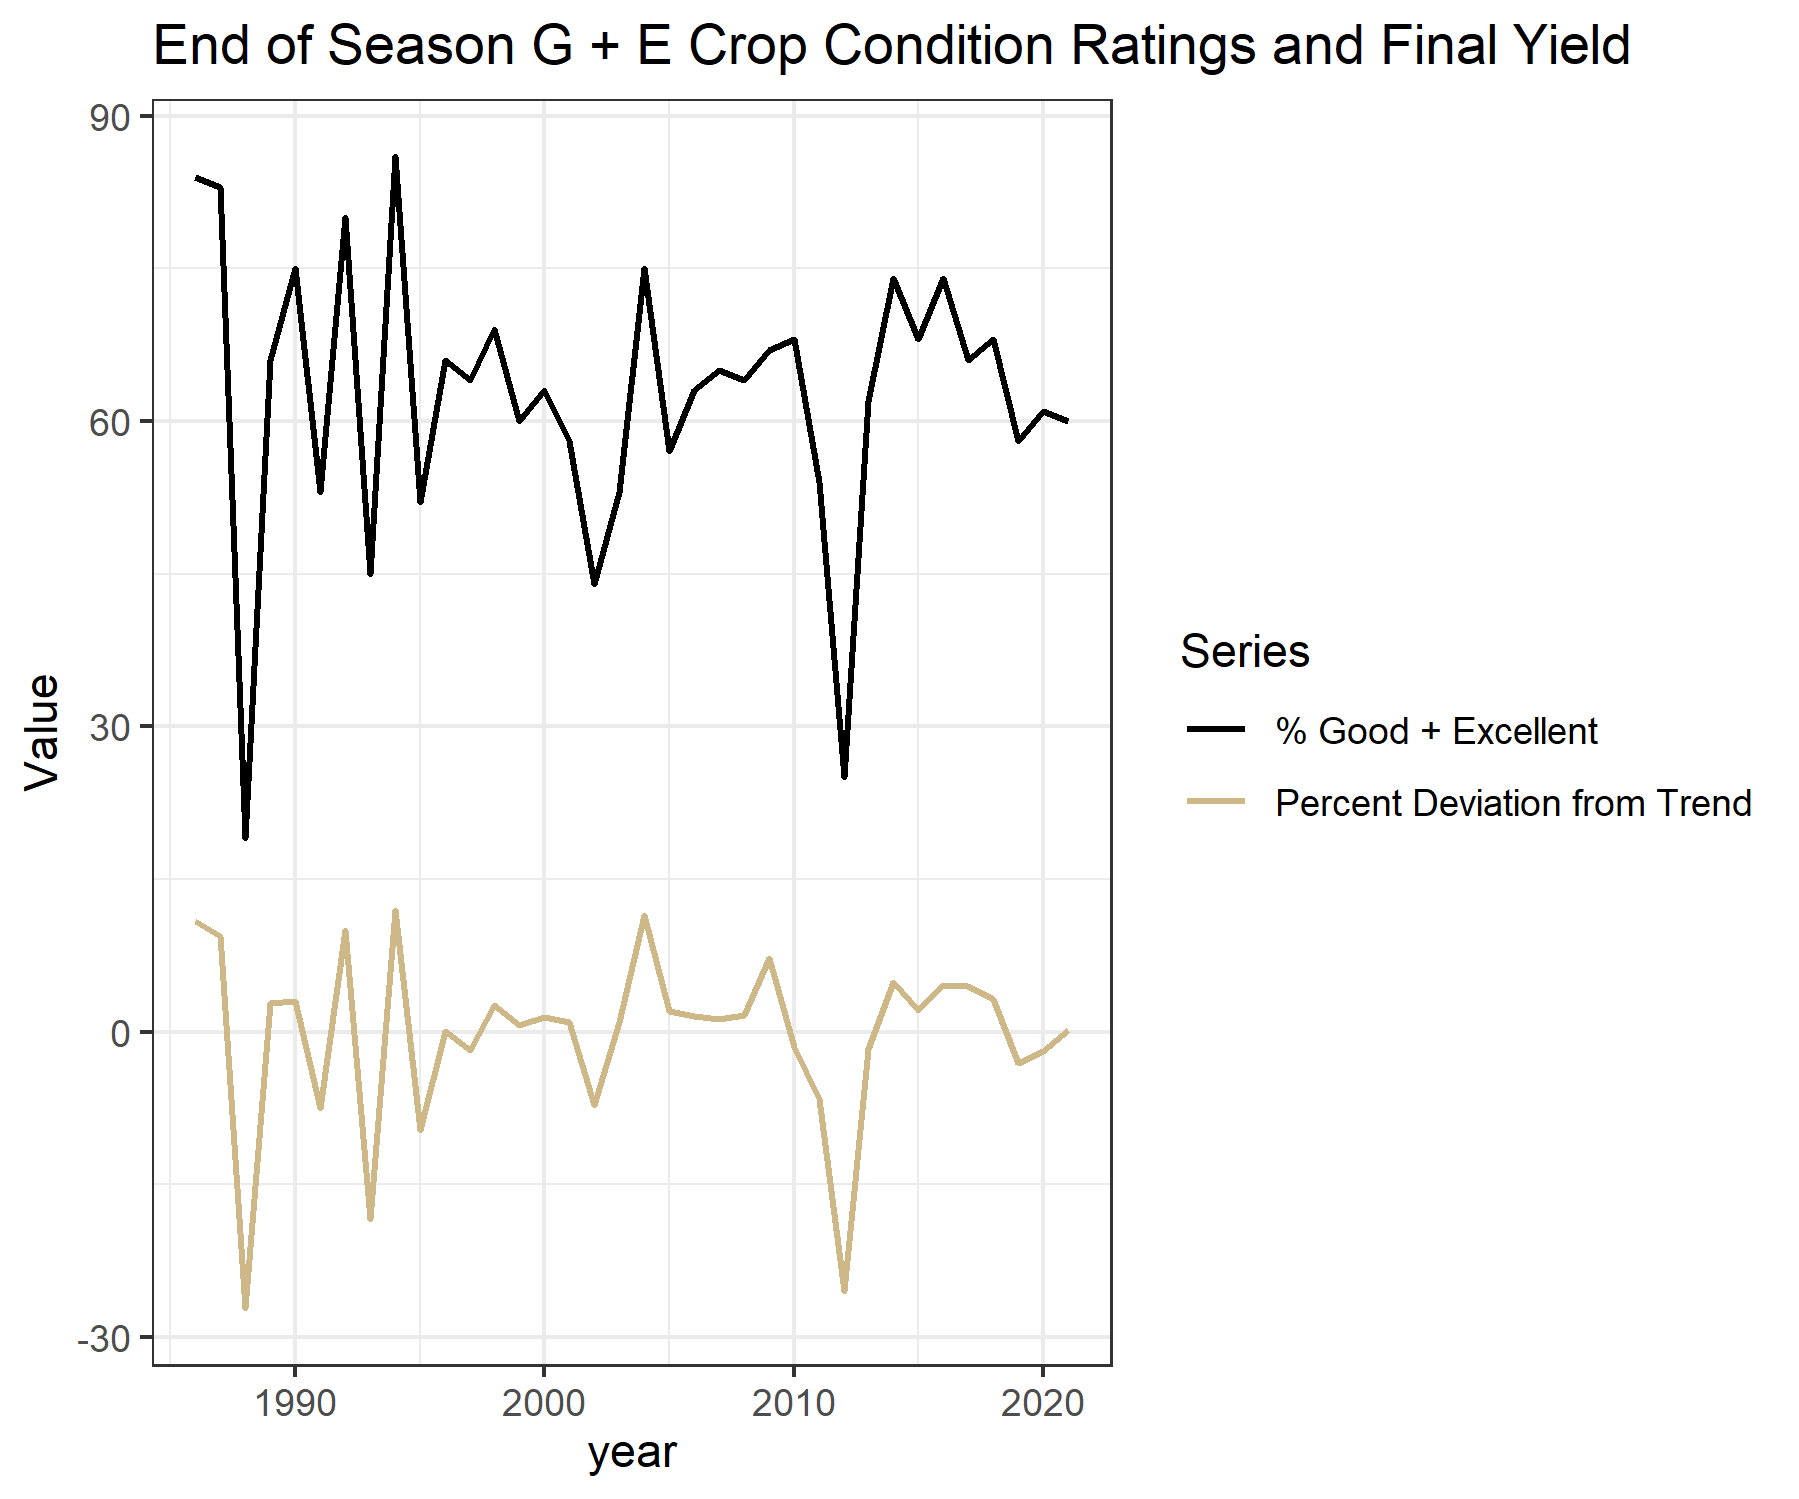 End of Season G + E Crop Condition Ratings and Final Yield
90
60
30
0
-30
Value
1990
2000
2010
2020
year
Series
% Good + Excellent
Percent Deviation from Trend